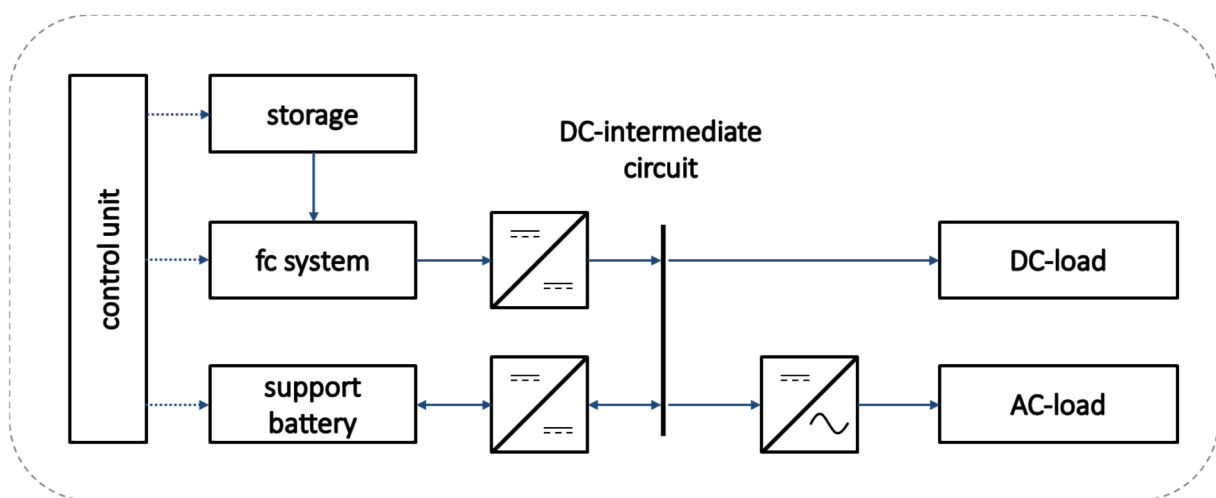 control unit
storage
DC-intermediate
circuit
fc system
DC-load
support
battery
AC-load